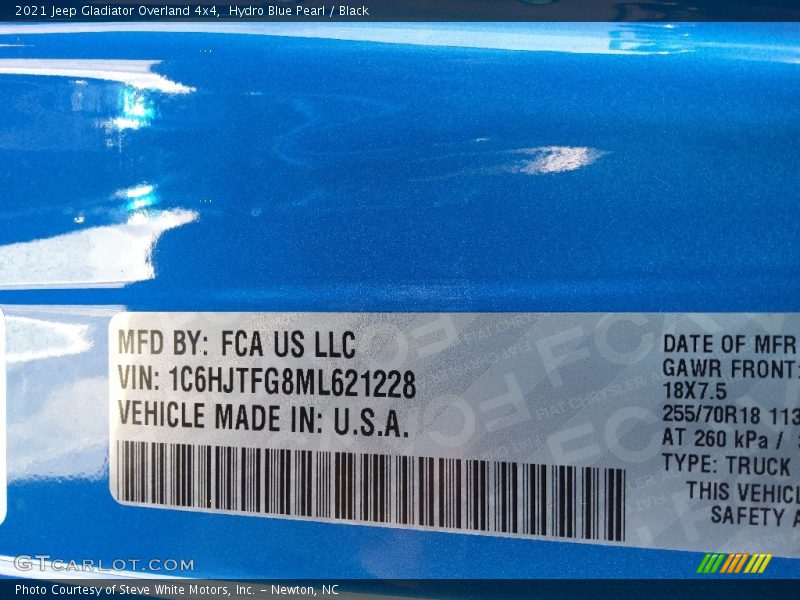 2021 Jeep Gladiator Overland 4x4,  Hydro Blue Pearl / Black
MFD BY: FCA US LLC
VIN: 1C6HJTFG8ML621228
VEHICLE MADE IN: U.S.A.
DATE OF MFR
GAWR FRONT:
18X7.5
255/70R18 113
AT 260 kPa /
TYPE: TRUCK
THIS VEHICL
SAFETY A
GTCARLOT.COM
Photo Courtesy of Steve White Motors, Inc. – Newton, NC